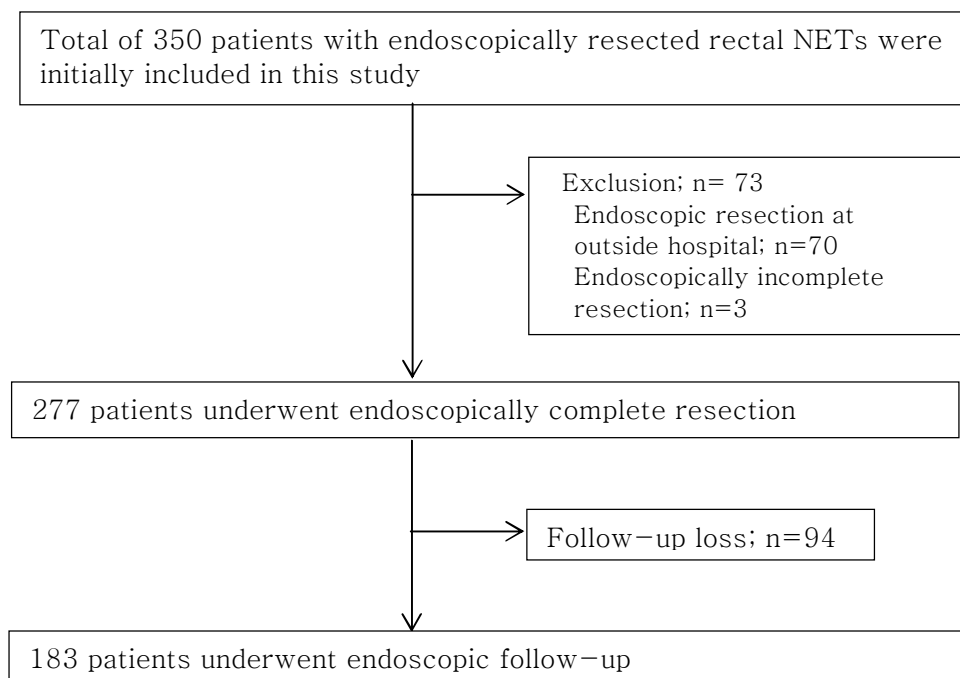 Total of 350 patients with endoscopically resected rectal NETs were
initially included in this study
Exclusion; n= 73
Endoscopic resection at
outside hospital; n=70
Endoscopically incomplete
resection; n=3
277 patients underwent endoscopically complete resection
Follow−up loss; n=94
183 patients underwent endoscopic follow−up